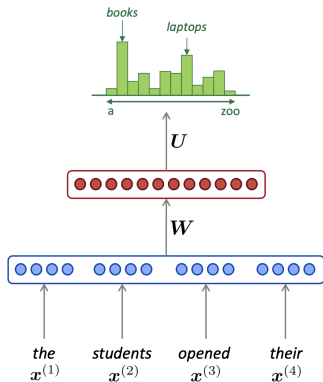 books
laptops
a zoo
U
W
the students opened their
x^{(1)} x^{(2)} x^{(3)} x^{(4)}